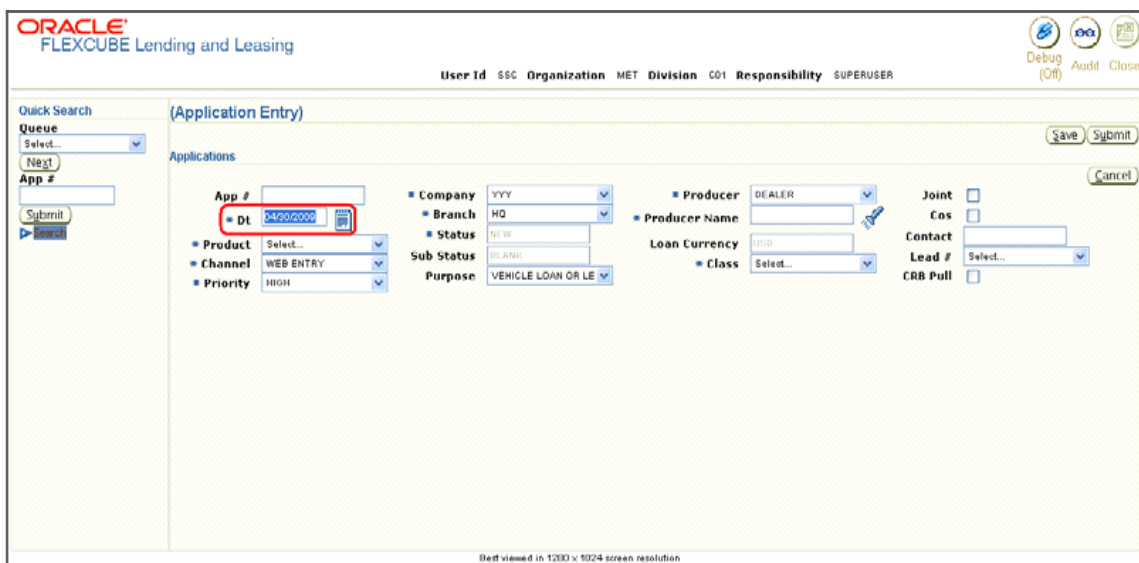 ORACLE
FLEXCUBE Lending and Leasing
Debug (Off) Audit Close
User Id SSC Organization MET Division C01 Responsibility SUPERUSER
Quick Search
Queue
Select...
Next
App #
Submit
Search
(Application Entry)
Save Submit
Applications
Cancel
App #
Dt 04/30/2009
Product Select...
Channel WEB ENTRY
Priority HIGH
Company YYY
Branch HQ
Status NEW
Sub Status BLANK
Purpose VEHICLE LOAN OR LE
Producer DEALER
Producer Name
Loan Currency USD
Class Select...
Joint
Cos
Contact
Lead # Select...
CRB Pull
Best viewed in 1280 x 1024 screen resolution